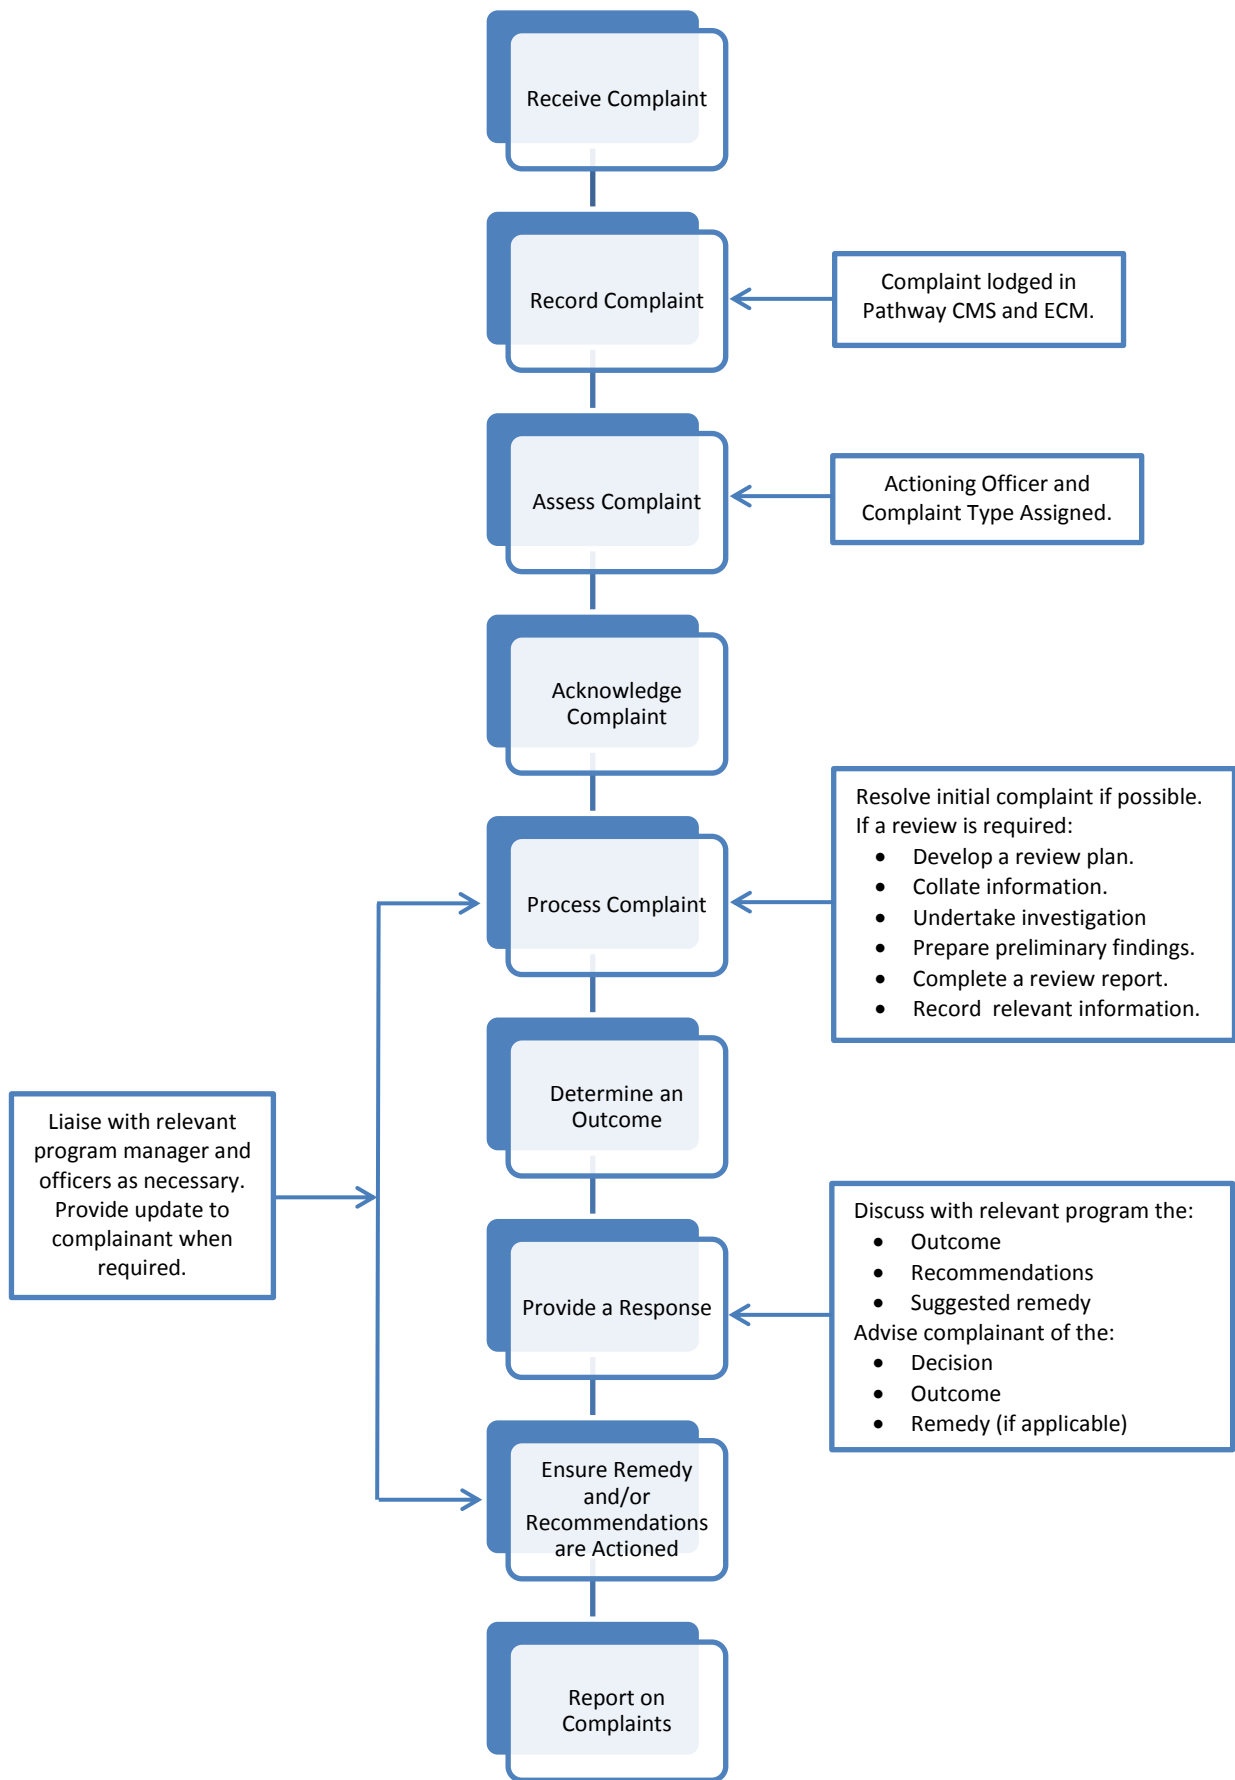 Receive Complaint
Record Complaint
Complaint lodged in
Pathway CMS and ECM.
Assess Complaint
Actioning Officer and
Complaint Type Assigned.
Acknowledge
Complaint
Process Complaint
Resolve initial complaint if possible.
If a review is required:
• Develop a review plan.
• Collate information.
• Undertake investigation
• Prepare preliminary findings.
• Complete a review report.
• Record  relevant information.
Determine an
Outcome
Liaise with relevant
program manager and
officers as necessary.
Provide update to
complainant when
required.
Provide a Response
Discuss with relevant program the:
• Outcome
• Recommendations
• Suggested remedy
Advise complainant of the:
• Decision
• Outcome
• Remedy (if applicable)
Ensure Remedy
and/or
Recommendations
are Actioned
Report on
Complaints